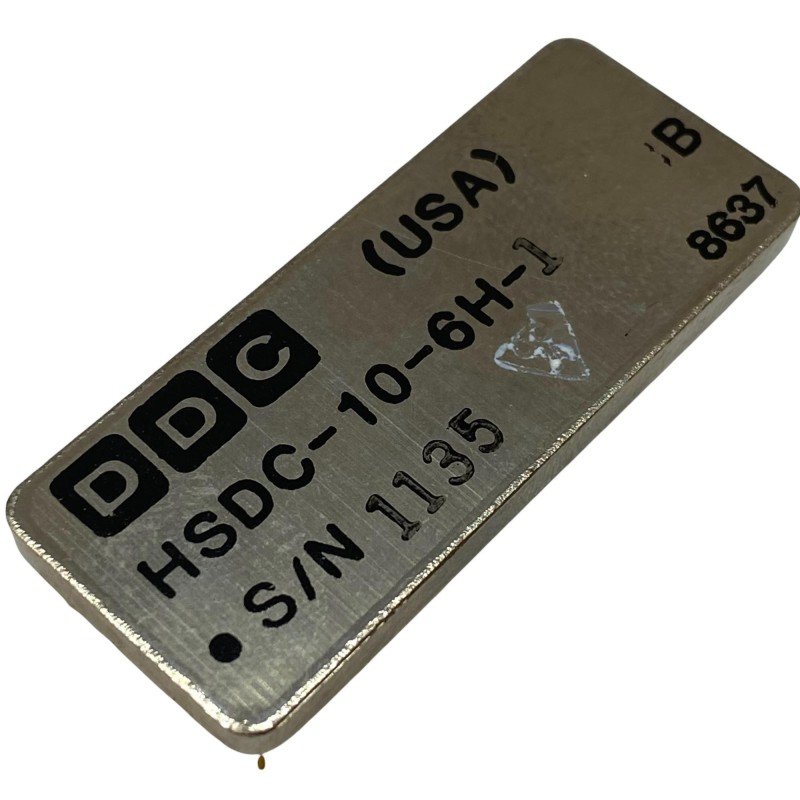 DDC (USA) B
HSDC-10-6H-1 8637
S/N 1135